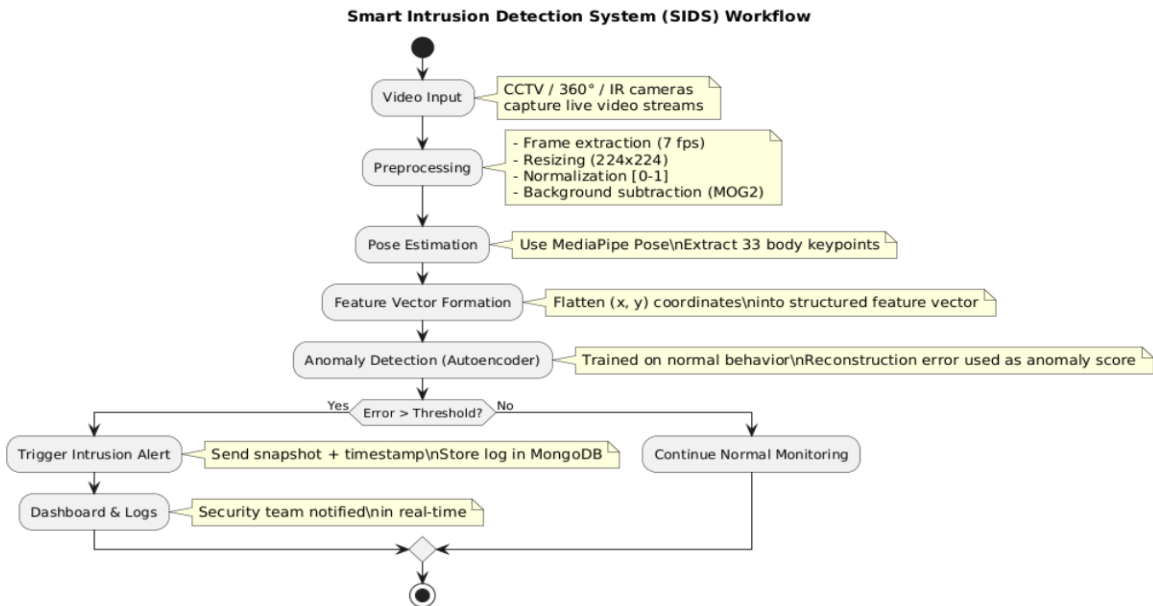 Smart Intrusion Detection System (SIDS) Workflow
Video Input
CCTV / 360° / IR cameras
capture live video streams
Preprocessing
- Frame extraction (7 fps)
- Resizing (224x224)
- Normalization [0-1]
- Background subtraction (MOG2)
Pose Estimation
Use MediaPipe Pose\nExtract 33 body keypoints
Feature Vector Formation
Flatten (x, y) coordinates\ninto structured feature vector
Anomaly Detection (Autoencoder)
Trained on normal behavior\nReconstruction error used as anomaly score
Yes
Error > Threshold?
No
Trigger Intrusion Alert
Send snapshot + timestamp\nStore log in MongoDB
Continue Normal Monitoring
Dashboard & Logs
Security team notified\nin real-time